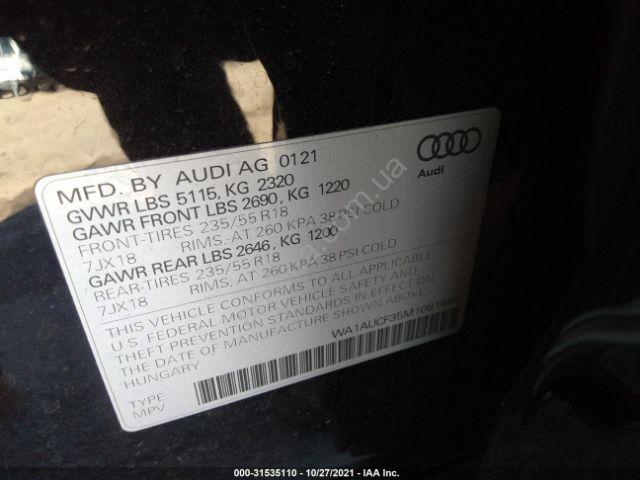 MFD. BY AUDI AG 0121
GVWR LBS 5115, KG 2320
GAWR FRONT LBS 2690, KG 1220
FRONT-TIRES 235/55 R18
7JX18 RIMS, AT 260 KPA 38 PSI COLD
GAWR REAR LBS 2646, KG 1200
REAR-TIRES 235/55 R18
7JX18 RIMS, AT 260 KPA 38 PSI COLD
THIS VEHICLE CONFORMS TO ALL APPLICABLE
U.S. FEDERAL MOTOR VEHICLE SAFETY AND
THEFT PREVENTION STANDARDS IN EFFECT ON
THE DATE OF MANUFACTURE SHOWN ABOVE
HUNGARY
TYPE
MPV
Audi
000-31535110 - 10/27/2021 - IAA Inc.